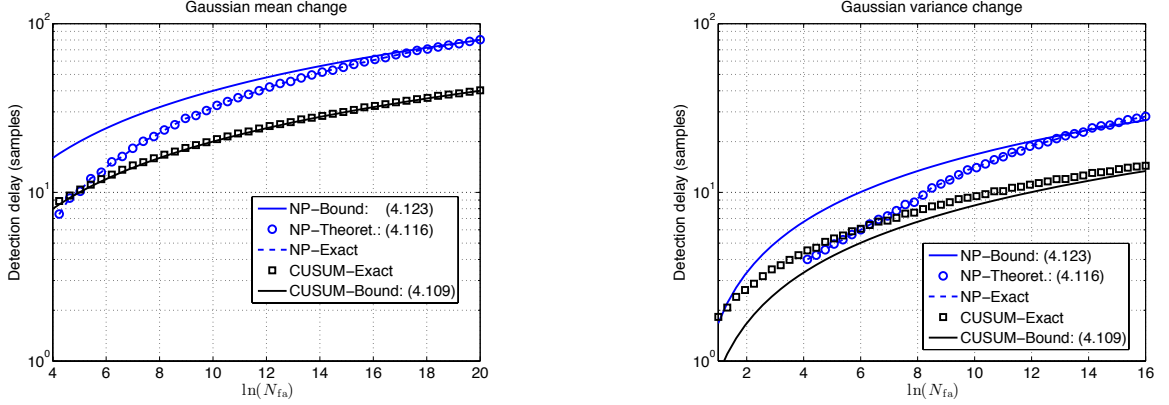 Gaussian mean change
Detection delay (samples)
10^2
10^1
10^0
4 6 8 10 12 14 16 18 20
ln(N_fa)
NP−Bound: (4.123)
NP−Theoret.: (4.116)
NP−Exact
CUSUM−Exact
CUSUM−Bound: (4.109)
Gaussian variance change
Detection delay (samples)
10^2
10^1
10^0
2 4 6 8 10 12 14 16
ln(N_fa)
NP−Bound: (4.123)
NP−Theoret.: (4.116)
NP−Exact
CUSUM−Exact
CUSUM−Bound: (4.109)